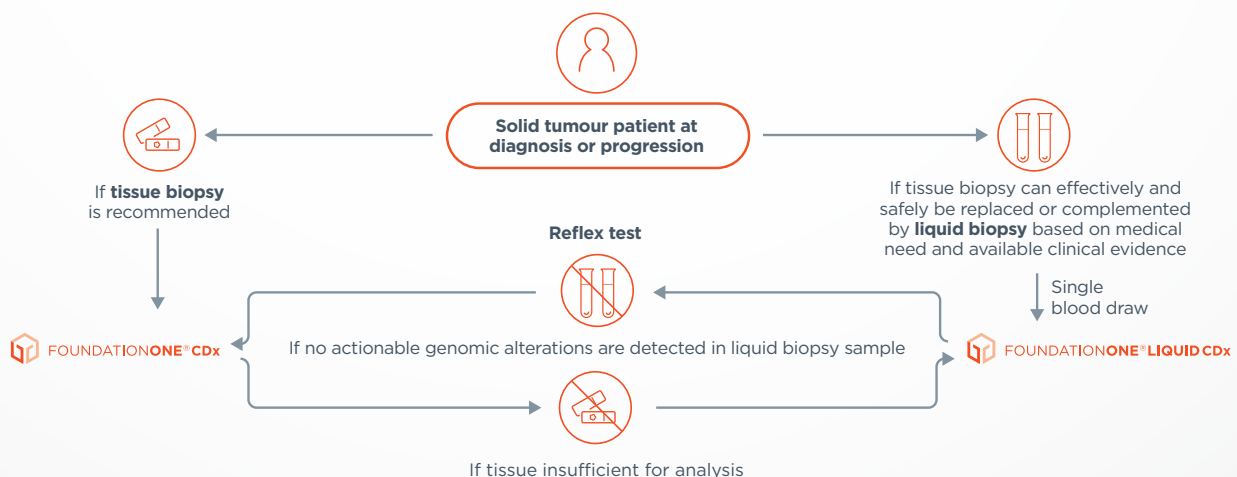 Solid tumour patient at
diagnosis or progression
If tissue biopsy
is recommended
If tissue biopsy can effectively and
safely be replaced or complemented
by liquid biopsy based on medical
need and available clinical evidence
Reflex test
Single
blood draw
FOUNDATIONONE®CDx
If no actionable genomic alterations are detected in liquid biopsy sample
FOUNDATIONONE®LIQUID CDx
If tissue insufficient for analysis